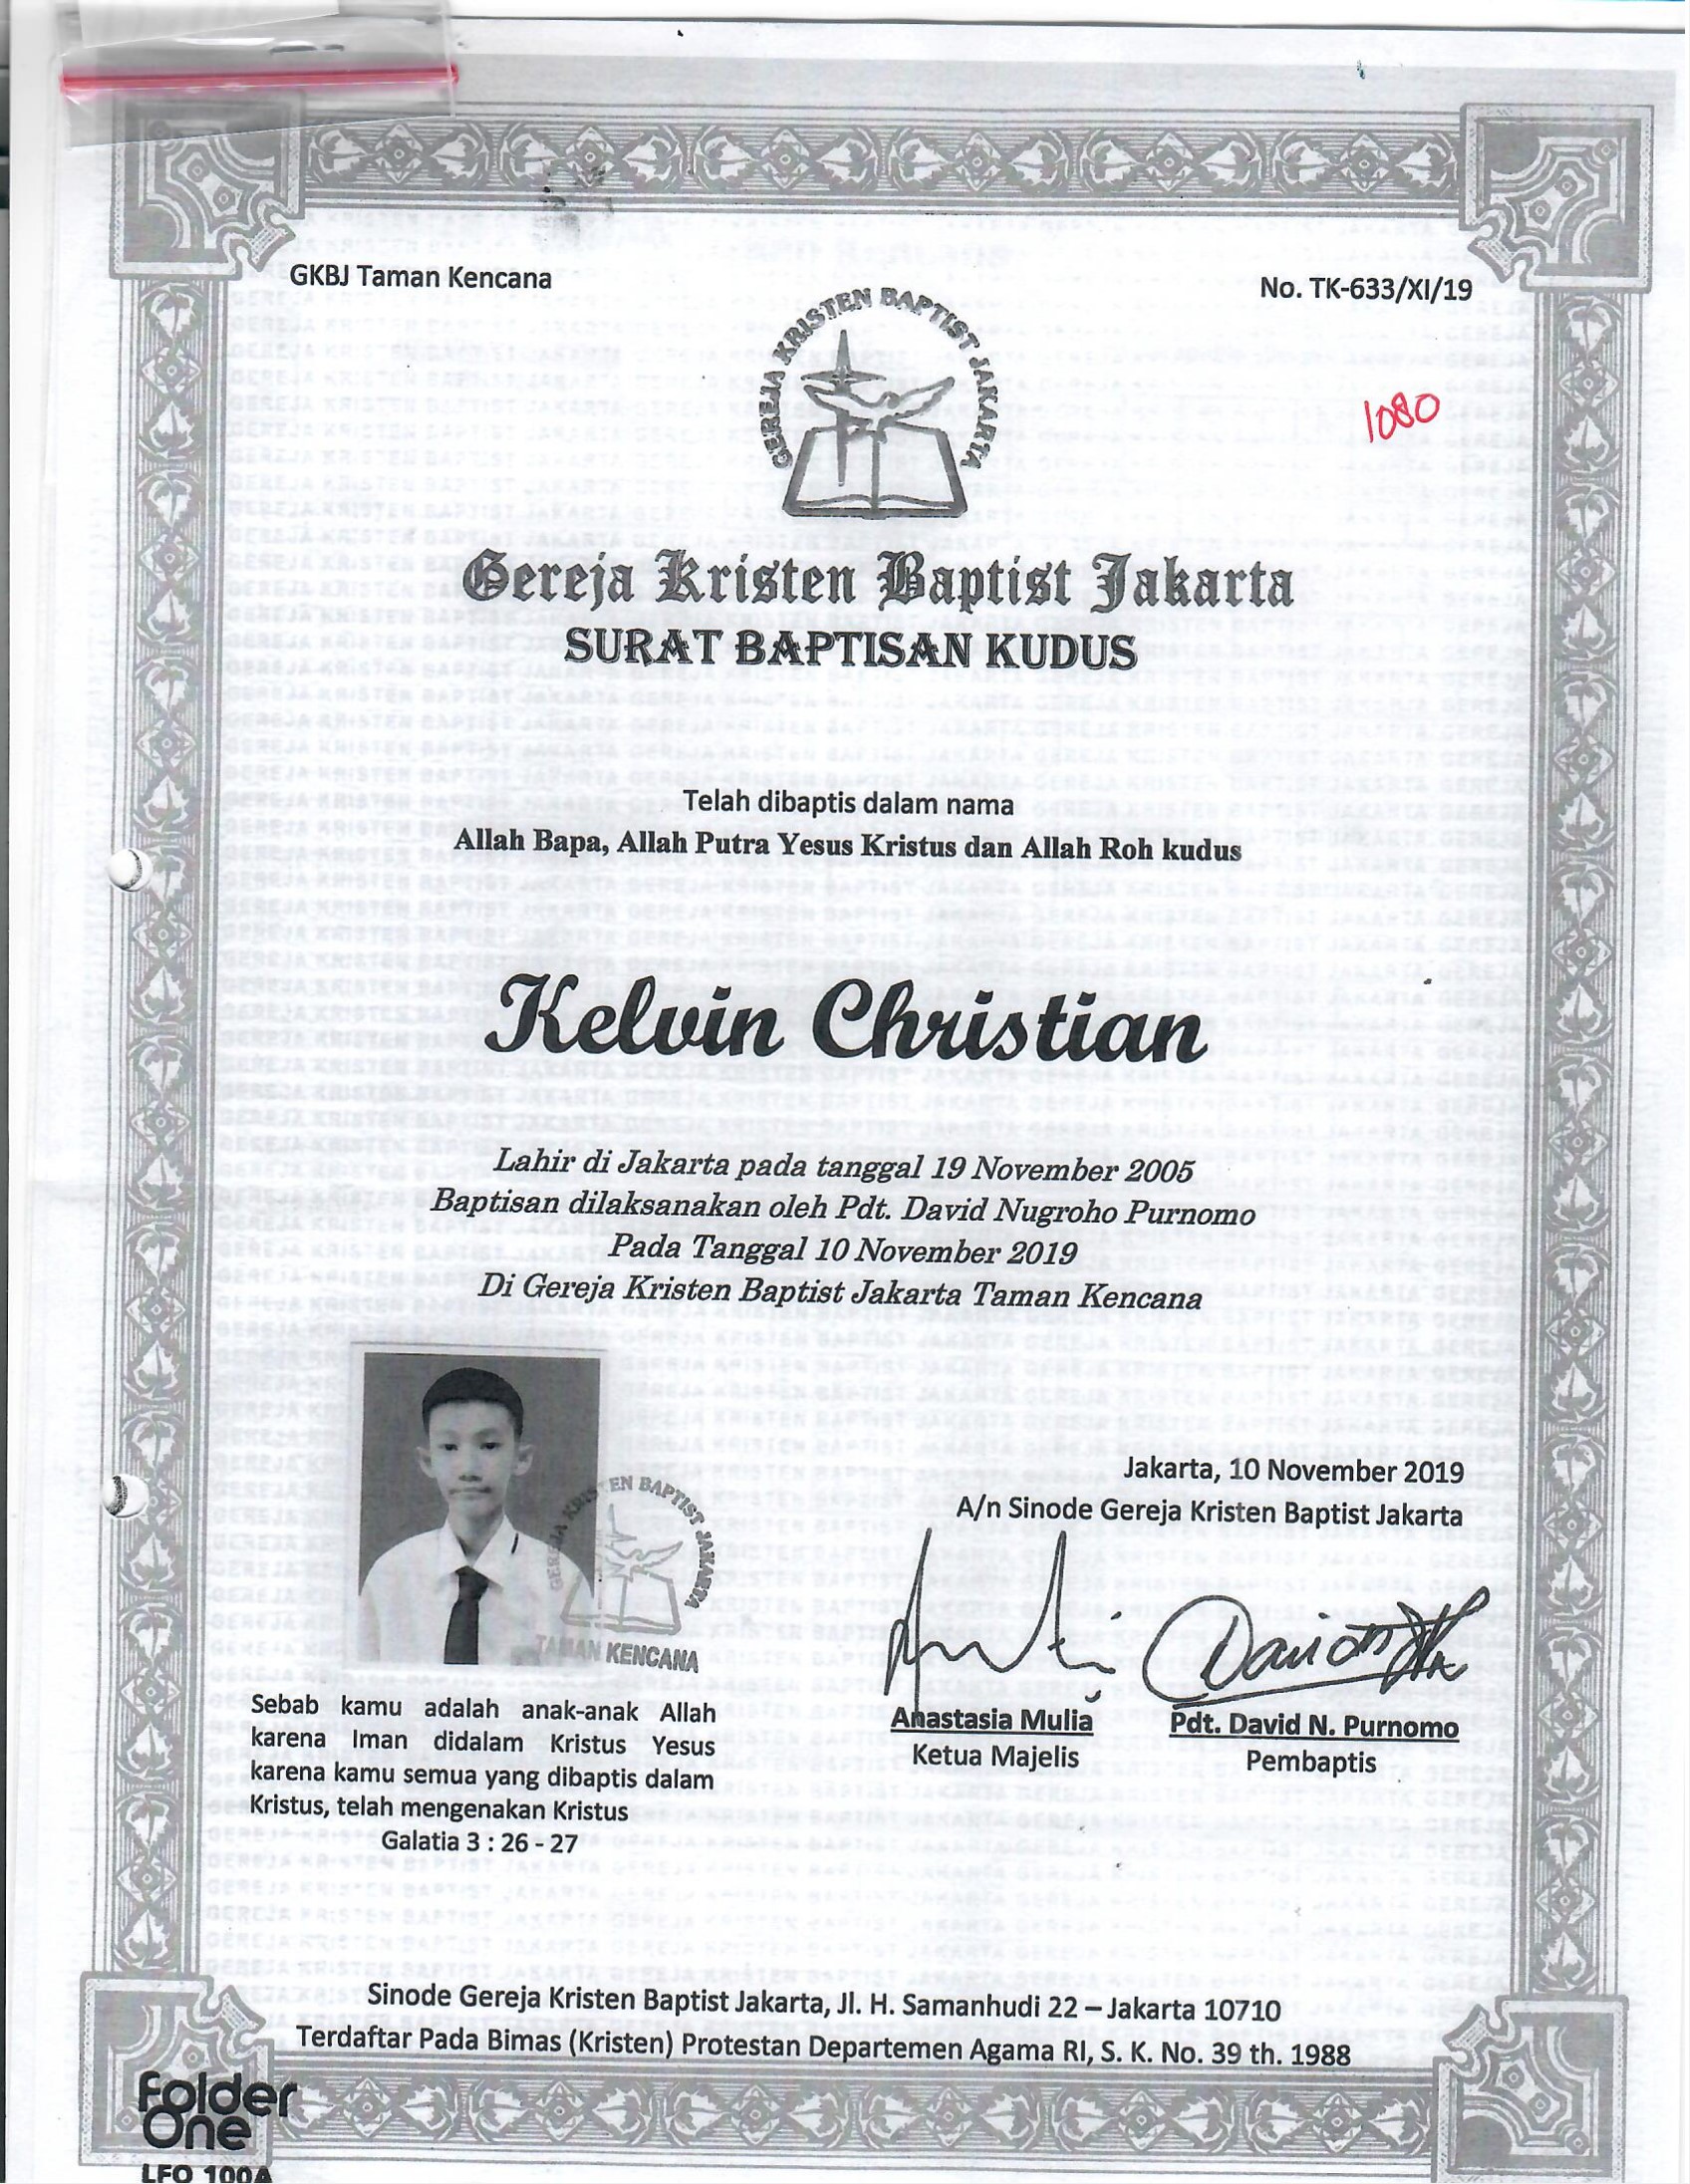 GKBJ Taman Kencana
No. TK-633/XI/19
GEREJA KRISTEN BAPTIST JAKARTA
1080
Gereja Kristen Baptist Jakarta
SURAT BAPTISAN KUDUS
Telah dibaptis dalam nama
Allah Bapa, Allah Putra Yesus Kristus dan Allah Roh kudus
Kelvin Christian
Lahir di Jakarta pada tanggal 19 November 2005
Baptisan dilaksanakan oleh Pdt. David Nugroho Purnomo
Pada Tanggal 10 November 2019
Di Gereja Kristen Baptist Jakarta Taman Kencana
Jakarta, 10 November 2019
A/n Sinode Gereja Kristen Baptist Jakarta
GEREJA KRISTEN BAPTIST JAKARTA
TAMAN KENCANA
Anastasia Mulia
Ketua Majelis
Pdt. David N. Purnomo
Pembaptis
Sebab kamu adalah anak-anak Allah
karena Iman didalam Kristus Yesus
karena kamu semua yang dibaptis dalam
Kristus, telah mengenakan Kristus
Galatia 3 : 26 - 27
Sinode Gereja Kristen Baptist Jakarta, Jl. H. Samanhudi 22 – Jakarta 10710
Terdaftar Pada Bimas (Kristen) Protestan Departemen Agama RI, S. K. No. 39 th. 1988
Folder
One
LFO 100A